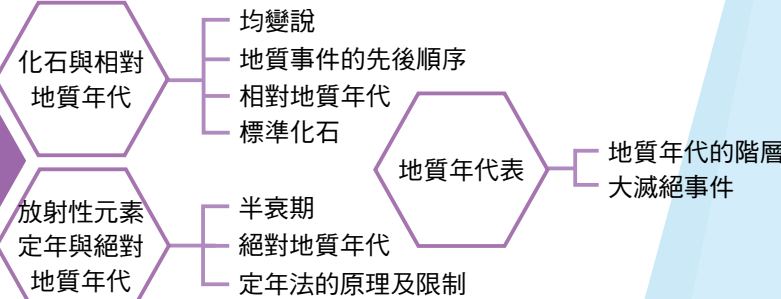 化石與相對
地質年代
均變說
地質事件的先後順序
相對地質年代
標準化石
放射性元素
定年與絕對
地質年代
半衰期
絕對地質年代
定年法的原理及限制
地質年代表
地質年代的階層
大滅絕事件